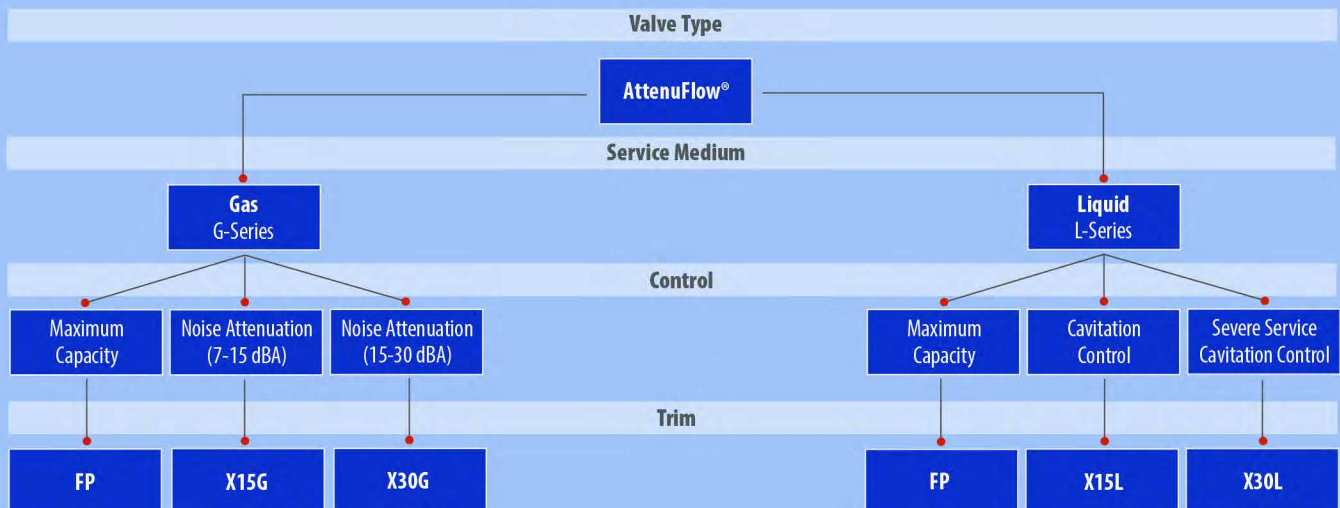 Valve Type
AttenuFlow®
Service Medium
Gas
G-Series
Liquid
L-Series
Control
Maximum
Capacity
Noise Attenuation
(7-15 dBA)
Noise Attenuation
(15-30 dBA)
Maximum
Capacity
Cavitation
Control
Severe Service
Cavitation Control
Trim
FP
X15G
X30G
FP
X15L
X30L